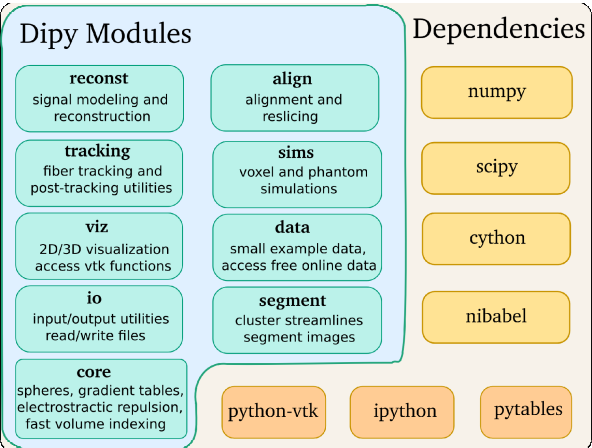 Dipy Modules
Dependencies
reconst
signal modeling and
reconstruction
align
alignment and
reslicing
numpy
tracking
fiber tracking and
post-tracking utilities
sims
voxel and phantom
simulations
scipy
viz
2D/3D visualization
access vtk functions
data
small example data,
access free online data
cython
io
input/output utilities
read/write files
segment
cluster streamlines
segment images
nibabel
core
spheres, gradient tables,
electrostractic repulsion,
fast volume indexing
python-vtk
ipython
pytables